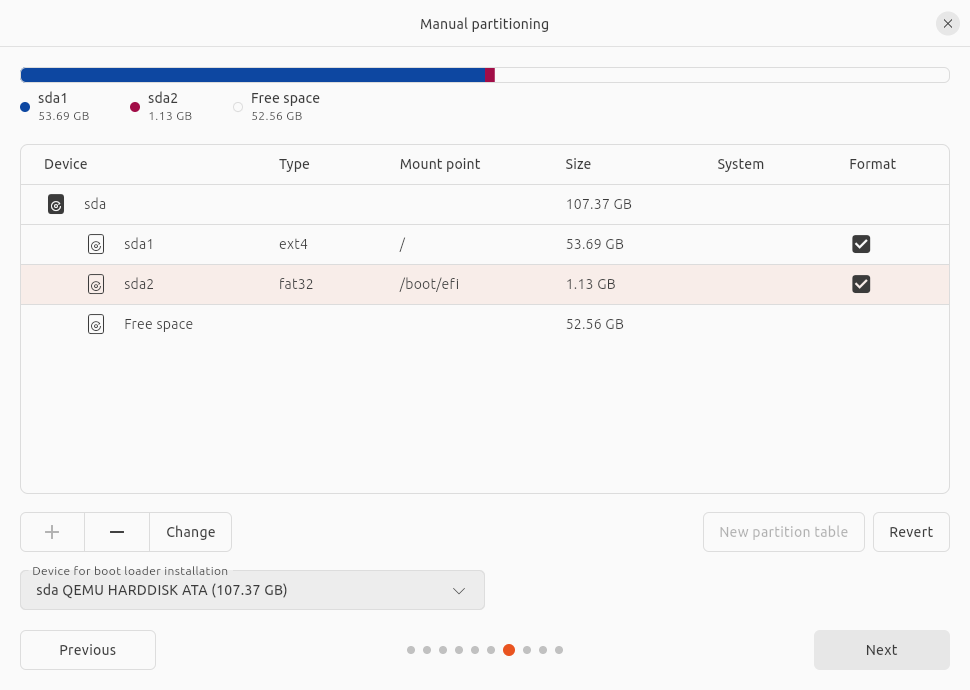 Manual partitioning
sda1
53.69 GB
sda2
1.13 GB
Free space
52.56 GB
Device Type Mount point Size System Format
sda 107.37 GB
sda1 ext4 / 53.69 GB
sda2 fat32 /boot/efi 1.13 GB
Free space 52.56 GB
Change
New partition table
Revert
Device for boot loader installation
sda QEMU HARDDISK ATA (107.37 GB)
Previous
Next